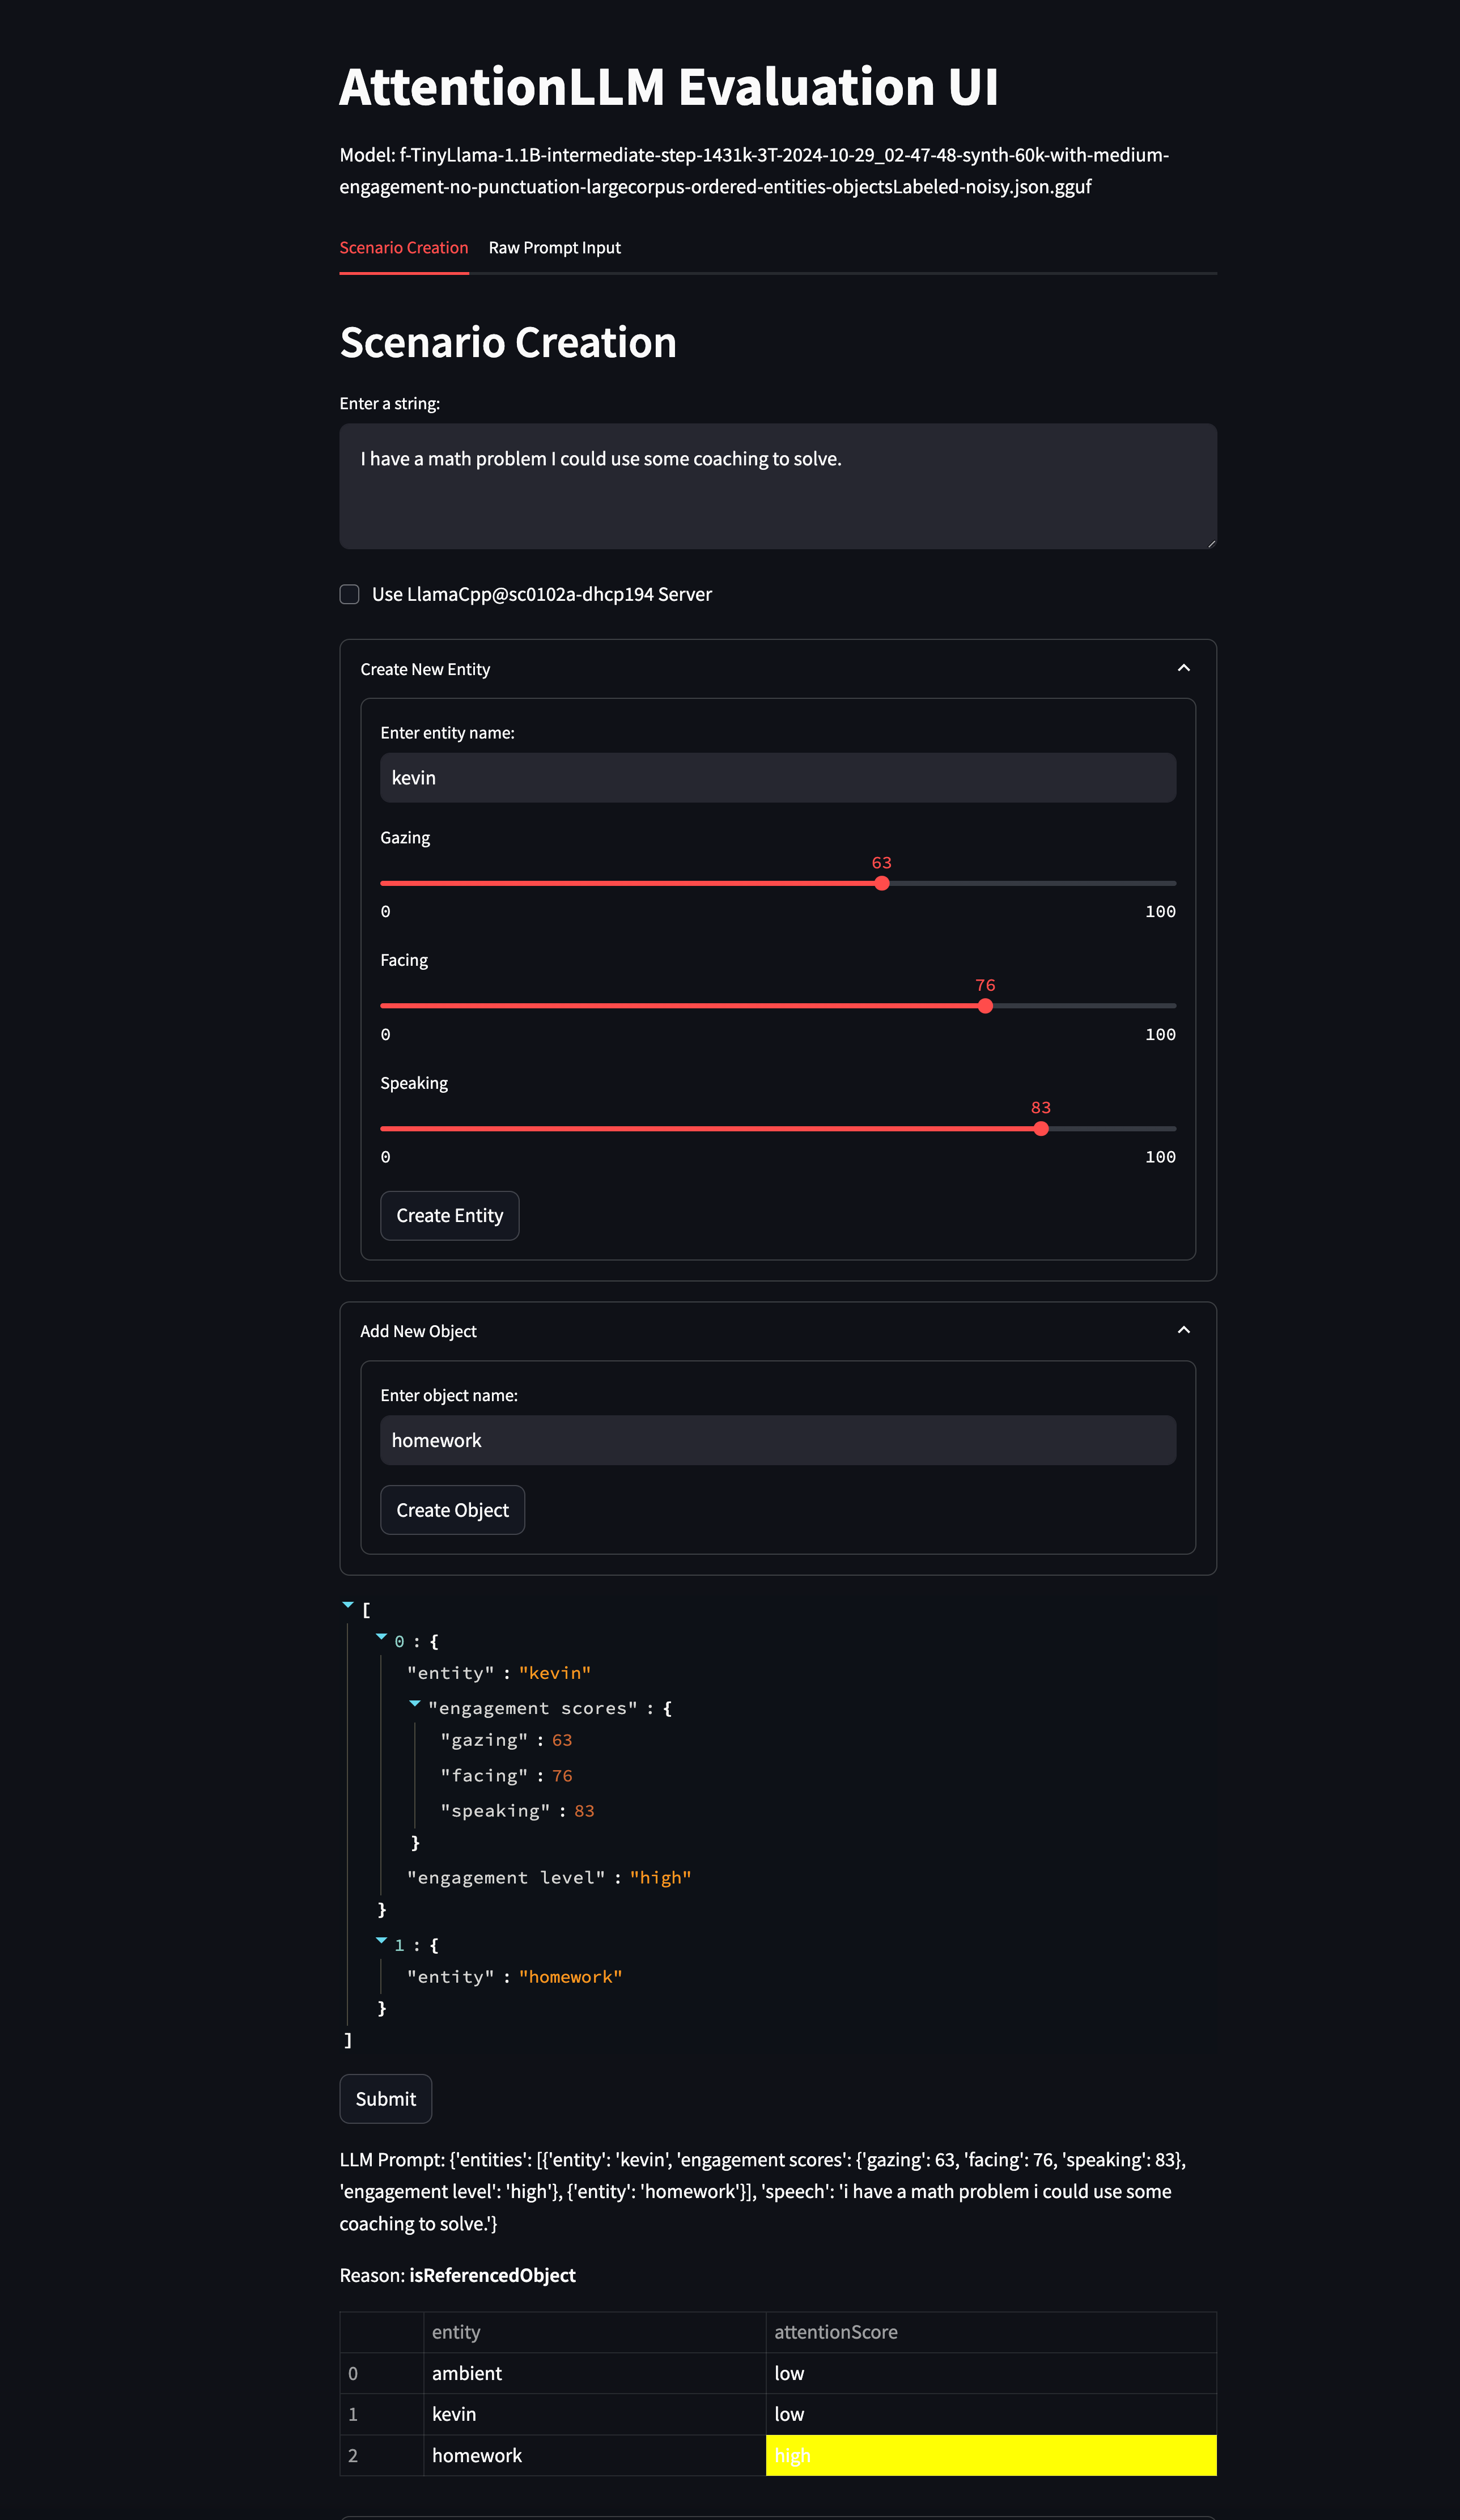 AttentionLLM Evaluation UI
Model: f-TinyLlama-1.1B-intermediate-step-1431k-3T-2024-10-29_02-47-48-synth-60k-with-medium-
engagement-no-punctuation-largecorpus-ordered-entities-objectsLabeled-noisy.json.gguf
Scenario Creation Raw Prompt Input
Scenario Creation
Enter a string:
I have a math problem I could use some coaching to solve.
Use LlamaCpp@sc0102a-dhcp194 Server
Create New Entity
Enter entity name:
kevin
Gazing
63
0 100
Facing
76
0 100
Speaking
83
0 100
Create Entity
Add New Object
Enter object name:
homework
Create Object
[
0 : {
"entity" : "kevin"
"engagement scores" : {
"gazing" : 63
"facing" : 76
"speaking" : 83
}
"engagement level" : "high"
}
1 : {
"entity" : "homework"
}
]
Submit
LLM Prompt: {'entities': [{'entity': 'kevin', 'engagement scores': {'gazing': 63, 'facing': 76, 'speaking': 83},
'engagement level': 'high'}, {'entity': 'homework'}], 'speech': 'i have a math problem i could use some
coaching to solve.'}
Reason: isReferencedObject
entity attentionScore
0 ambient low
1 kevin low
2 homework high